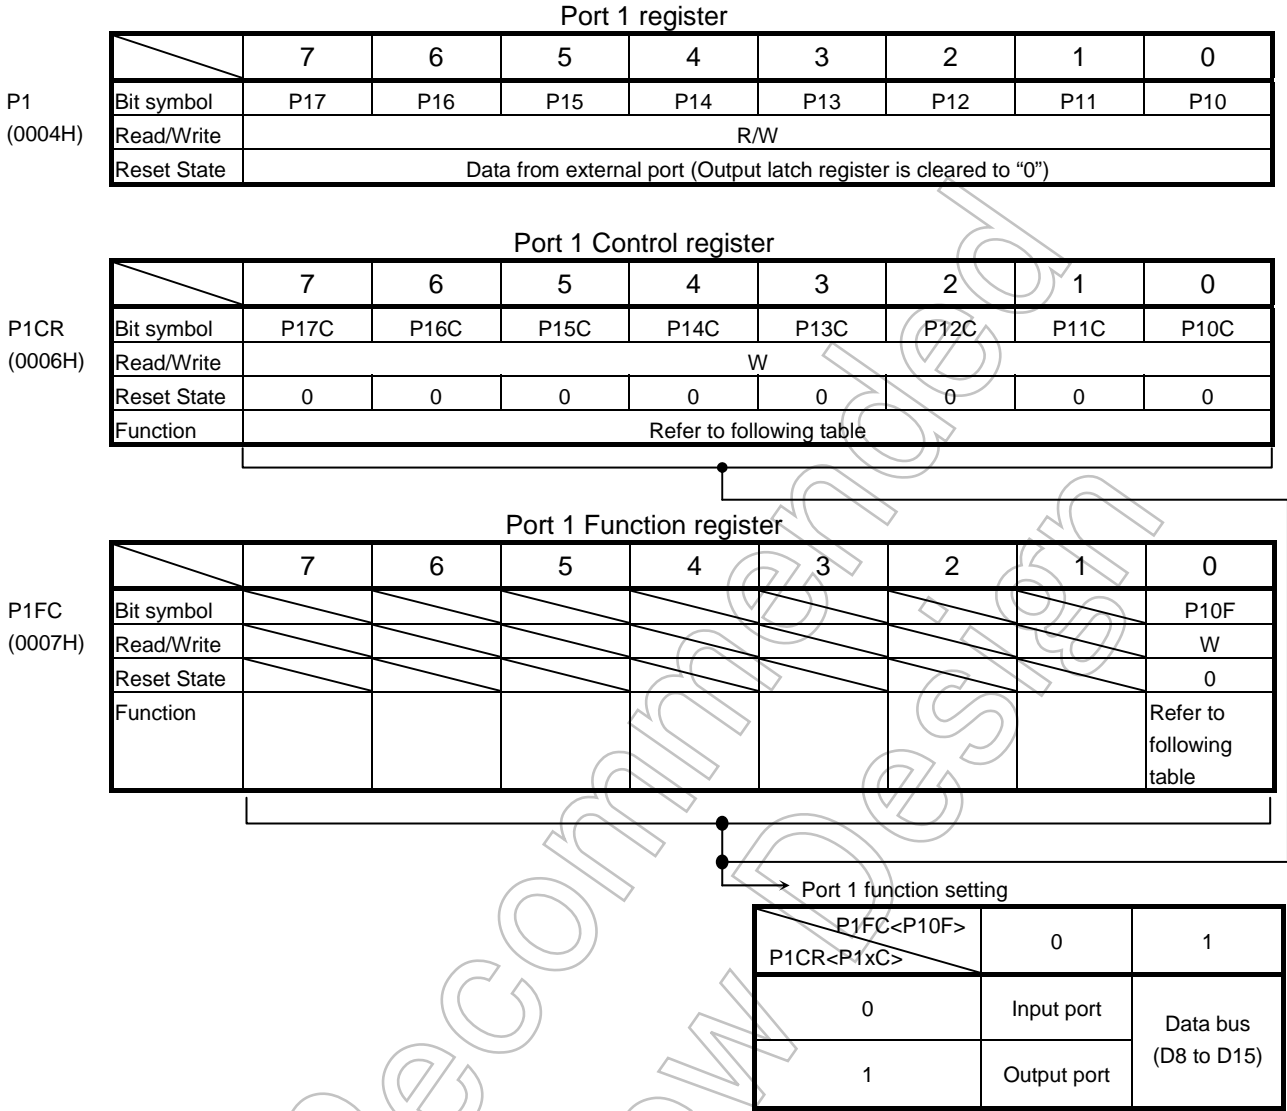 Port 1 register
7 6 5 4 3 2 1 0
P1 (0004H)
Bit symbol P17 P16 P15 P14 P13 P12 P11 P10
Read/Write R/W
Reset State Data from external port (Output latch register is cleared to “0”)
Port 1 Control register
7 6 5 4 3 2 1 0
P1CR (0006H)
Bit symbol P17C P16C P15C P14C P13C P12C P11C P10C
Read/Write W
Reset State 0 0 0 0 0 0 0 0
Function Refer to following table
Port 1 Function register
7 6 5 4 3 2 1 0
P1FC (0007H)
Bit symbol P10F
Read/Write W
Reset State 0
Function Refer to
following
table
Port 1 function setting
P1FC<P10F> 0 1
P1CR<P1xC>
0 Input port Data bus
(D8 to D15)
1 Output port
Recommended
w Design